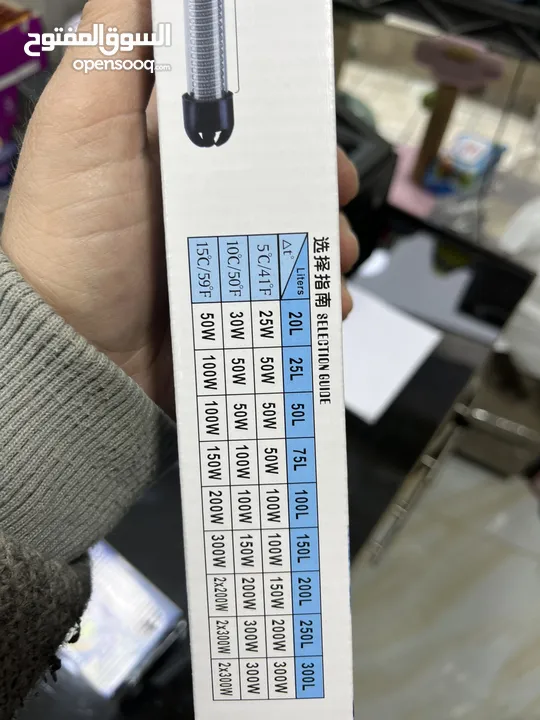 السوق المفتوح
opensooq.com
选择指南 SELECTION GUIDE
Δt° Liters 20L 25L 50L 75L 100L 150L 200L 250L 300L
5℃/41℉ 25W 50W 50W 50W 100W 100W 150W 200W 300W
10℃/50℉ 30W 50W 50W 100W 100W 150W 200W 300W 300W
15℃/59℉ 50W 100W 100W 150W 200W 300W 2x200W 2x300W 2x300W